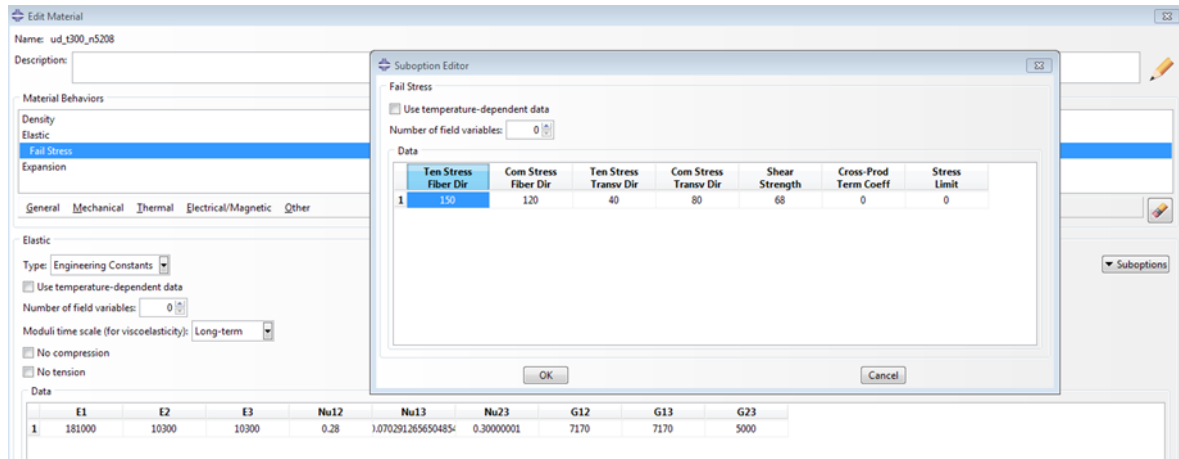 Edit Material
Name: ud_t300_n5208
Description:
Material Behaviors
Density
Elastic
Fail Stress
Expansion
General Mechanical Thermal Electrical/Magnetic Other
Elastic
Type: Engineering Constants
Use temperature-dependent data
Number of field variables: 0
Moduli time scale (for viscoelasticity): Long-term
No compression
No tension
Data
E1 E2 E3 Nu12 Nu13 Nu23 G12 G13 G23
1 181000 10300 10300 0.28 0.0702912656504854 0.30000001 7170 7170 5000
Suboptions
Suboption Editor
Fail Stress
Use temperature-dependent data
Number of field variables: 0
Data
Ten Stress Fiber Dir Com Stress Fiber Dir Ten Stress Transv Dir Com Stress Transv Dir Shear Strength Cross-Prod Term Coeff Stress Limit
1 150 120 40 80 68 0 0
OK Cancel